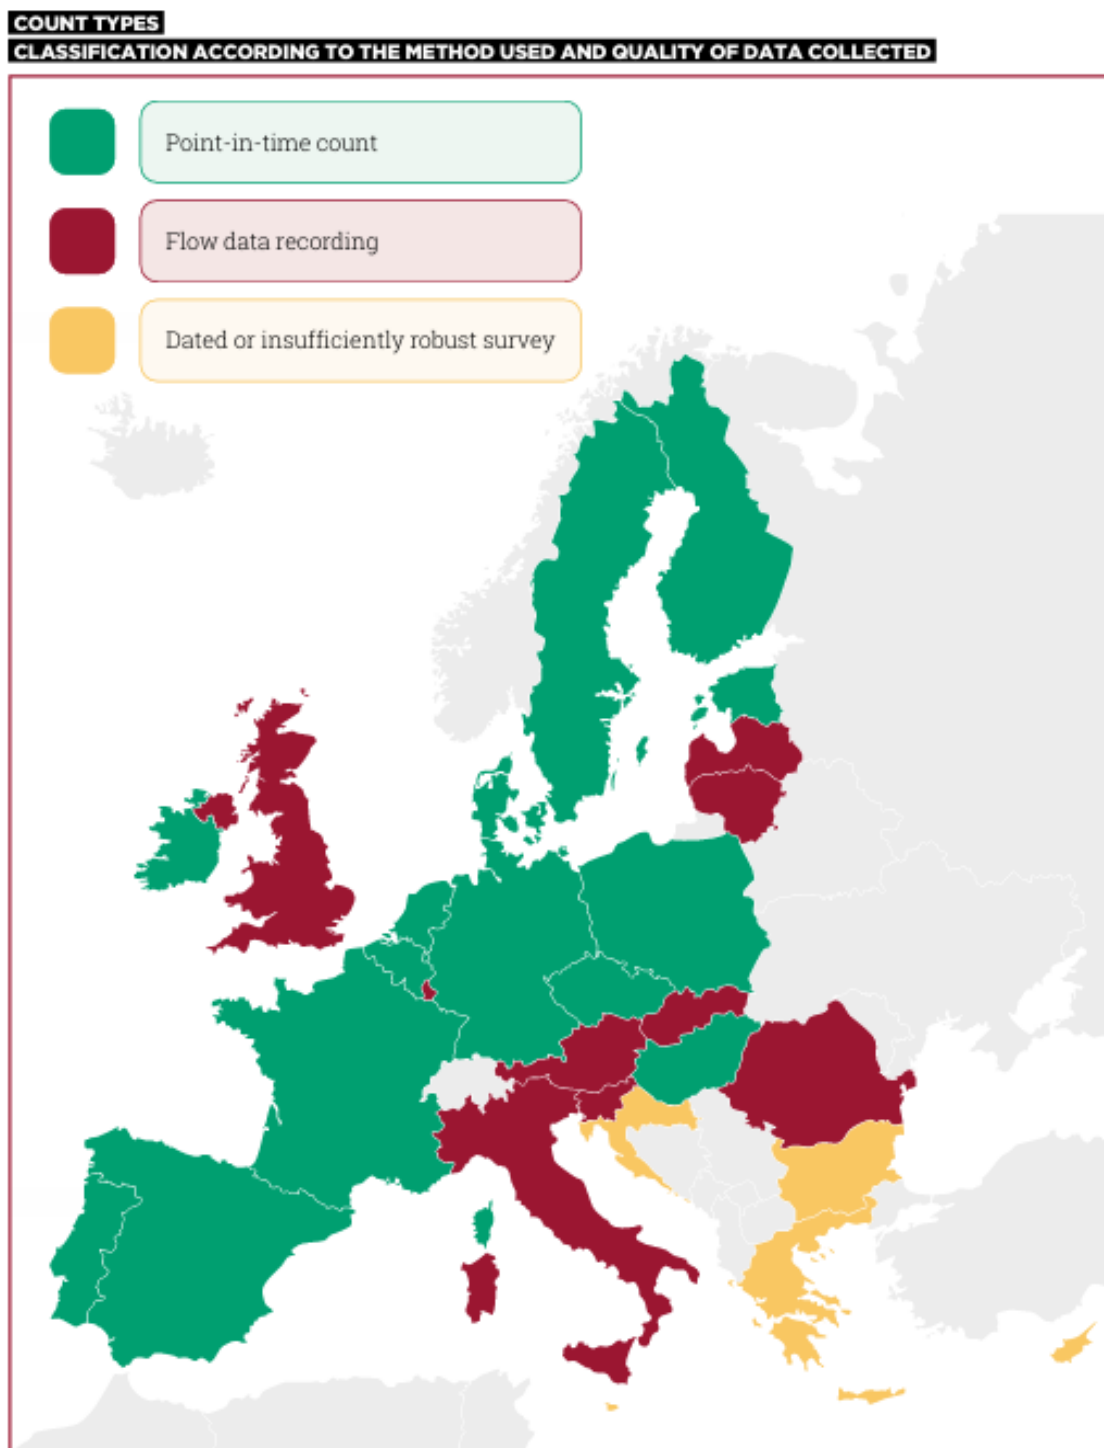 COUNT TYPES
CLASSIFICATION ACCORDING TO THE METHOD USED AND QUALITY OF DATA COLLECTED
Point-in-time count
Flow data recording
Dated or insufficiently robust survey